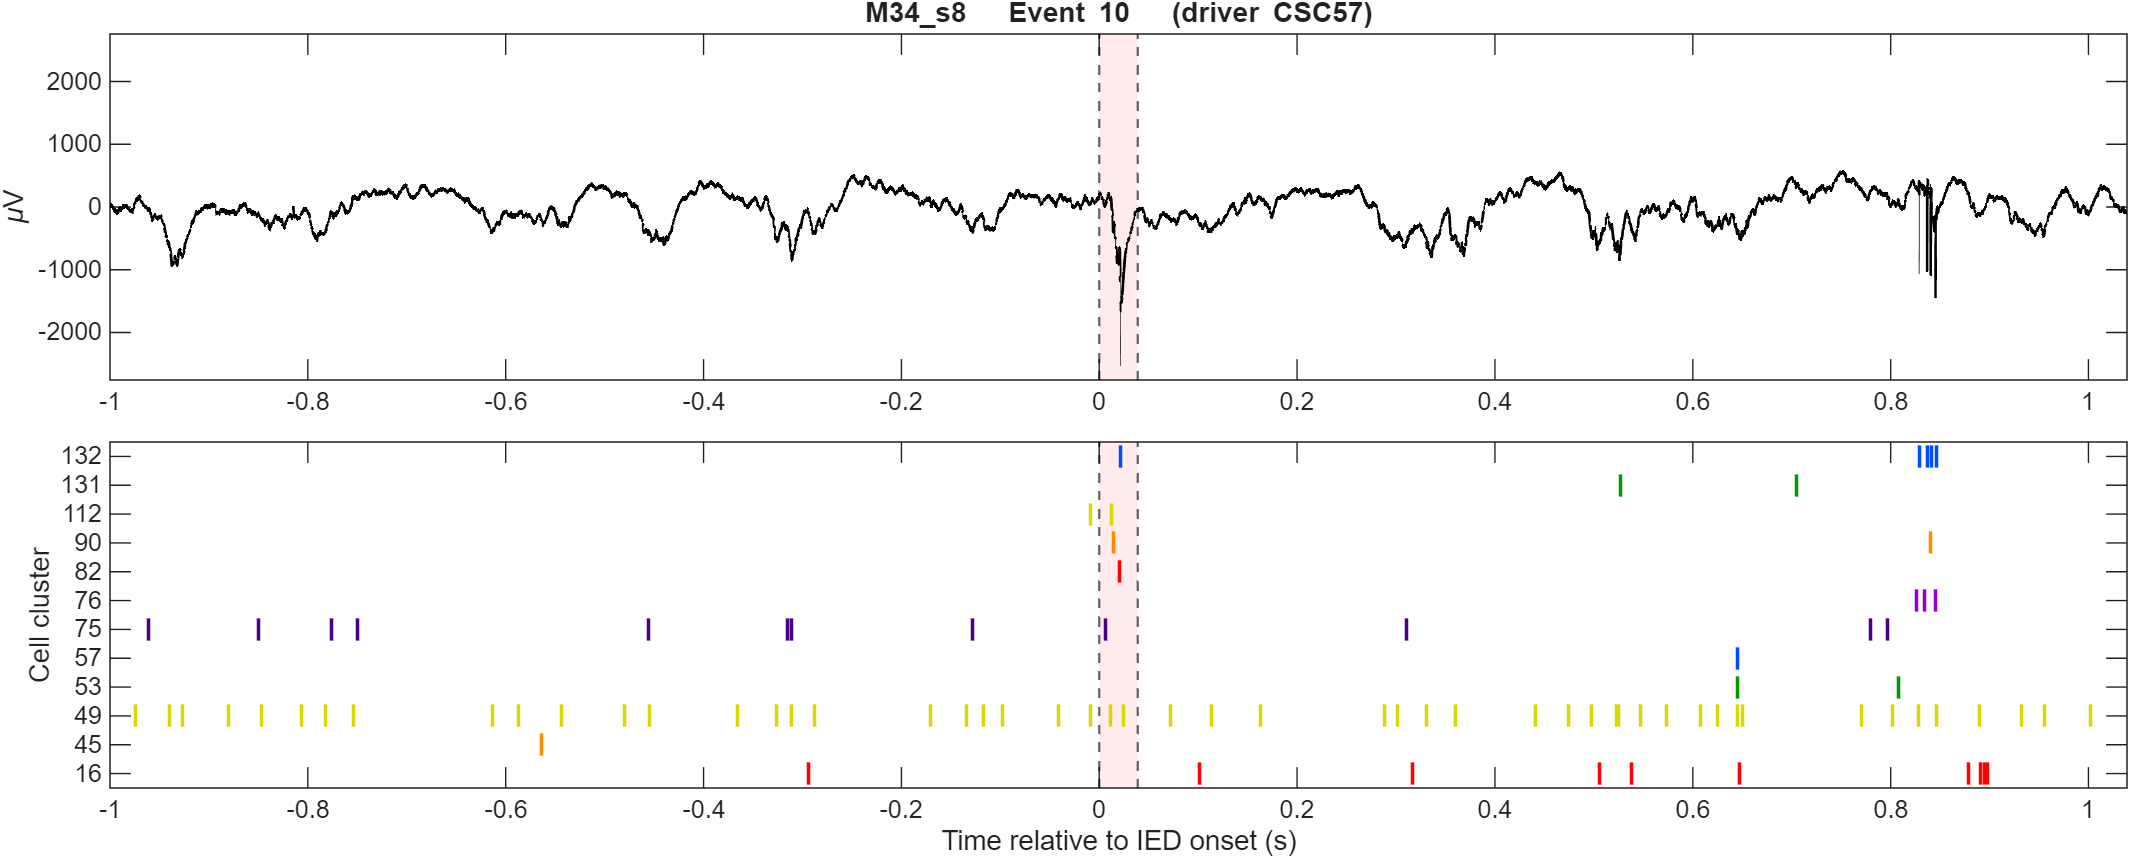 M34_s8 Event 10 (driver CSC57)
2000
1000
0
-1000
-2000
µV
-1 -0.8 -0.6 -0.4 -0.2 0 0.2 0.4 0.6 0.8 1
132
131
112
90
82
76
75
57
53
49
45
16
Cell cluster
-1 -0.8 -0.6 -0.4 -0.2 0 0.2 0.4 0.6 0.8 1
Time relative to IED onset (s)